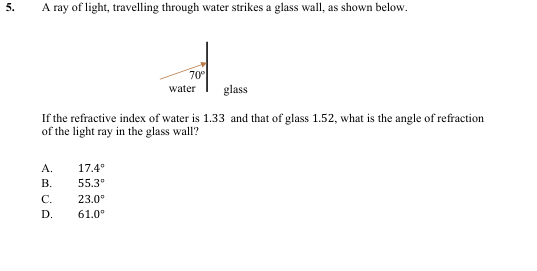 5. A ray of light, travelling through water strikes a glass wall, as shown below.
70°
water glass
If the refractive index of water is 1.33 and that of glass 1.52, what is the angle of refraction
of the light ray in the glass wall?
A. 17.4°
B. 55.3°
C. 23.0°
D. 61.0°